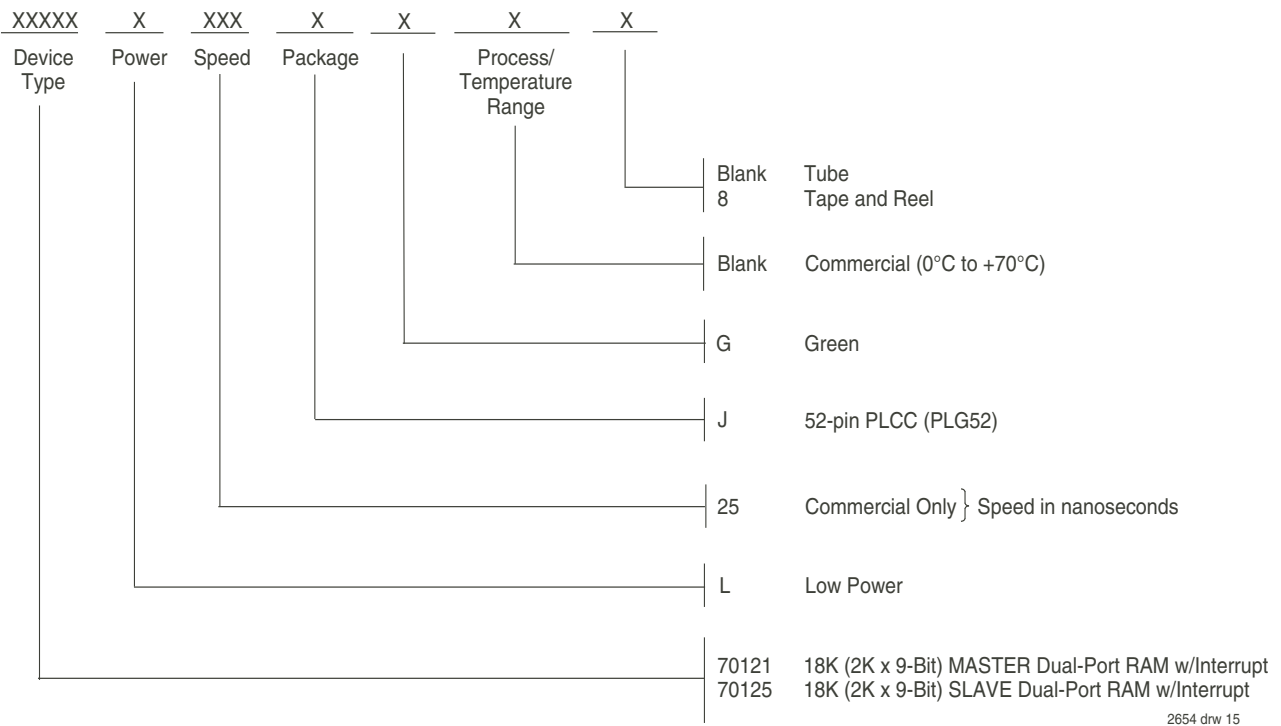 XXXXX X XXX X X X X
Device Type Power Speed Package Process/ Temperature Range
Blank Tube
8 Tape and Reel
Blank Commercial (0°C to +70°C)
G Green
J 52-pin PLCC (PLG52)
25 Commercial Only } Speed in nanoseconds
L Low Power
70121 18K (2K x 9-Bit) MASTER Dual-Port RAM w/Interrupt
70125 18K (2K x 9-Bit) SLAVE Dual-Port RAM w/Interrupt
2654 drw 15